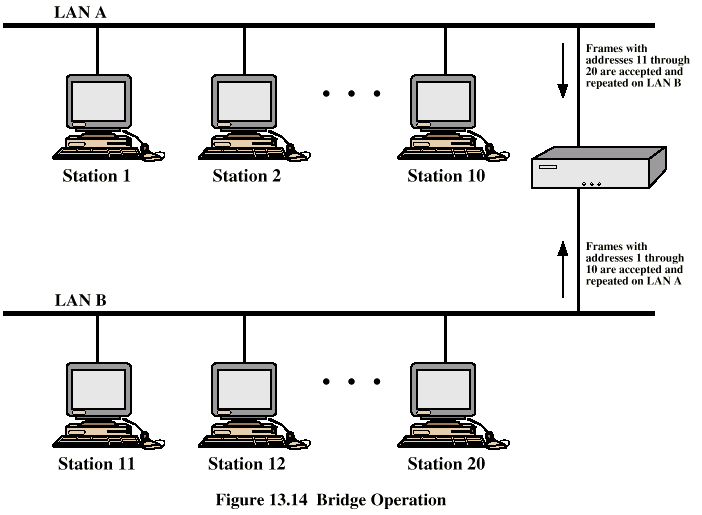 LAN A
Frames with
addresses 11 through
20 are accepted and
repeated on LAN B
Station 1
Station 2
Station 10
Frames with
addresses 1 through
10 are accepted and
repeated on LAN A
LAN B
Station 11
Station 12
Station 20
Figure 13.14 Bridge Operation